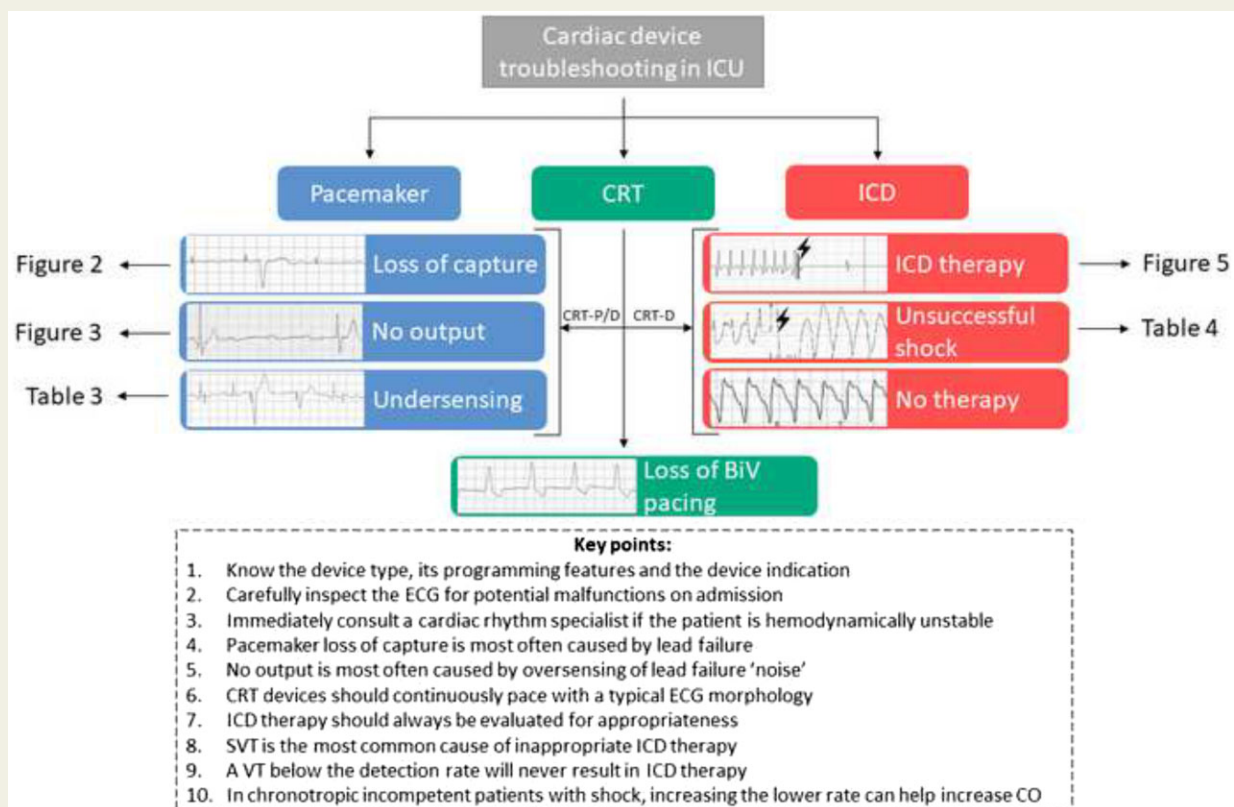 Cardiac device
troubleshooting in ICU
Pacemaker
CRT
ICD
Figure 2
Loss of capture
ICD therapy
Figure 5
Figure 3
No output
CRT-P/D
CRT-D
Unsuccessful
shock
Table 4
Table 3
Undersensing
No therapy
Loss of BiV
pacing
Key points:
1. Know the device type, its programming features and the device indication
2. Carefully inspect the ECG for potential malfunctions on admission
3. Immediately consult a cardiac rhythm specialist if the patient is hemodynamically unstable
4. Pacemaker loss of capture is most often caused by lead failure
5. No output is most often caused by oversensing of lead failure ‘noise’
6. CRT devices should continuously pace with a typical ECG morphology
7. ICD therapy should always be evaluated for appropriateness
8. SVT is the most common cause of inappropriate ICD therapy
9. A VT below the detection rate will never result in ICD therapy
10. In chronotropic incompetent patients with shock, increasing the lower rate can help increase CO